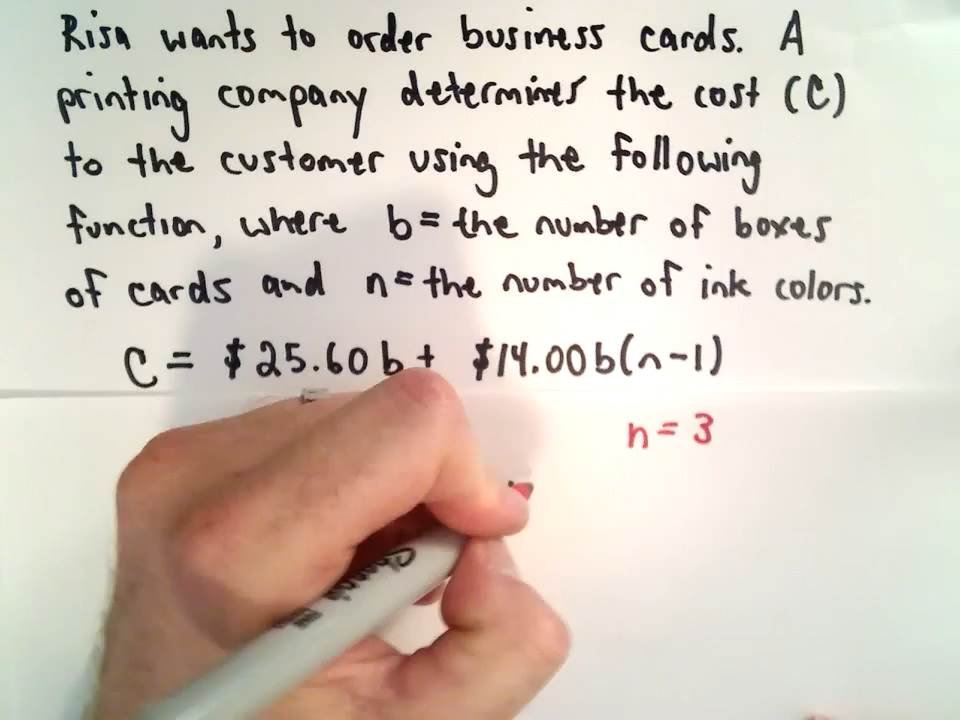 Risa wants to order business cards. A
printing company determines the cost (C)
to the customer using the following
function, where b = the number of boxes
of cards and n = the number of ink colors.
C = $25.60b + $14.00b(n-1)
n = 3
Sharpie